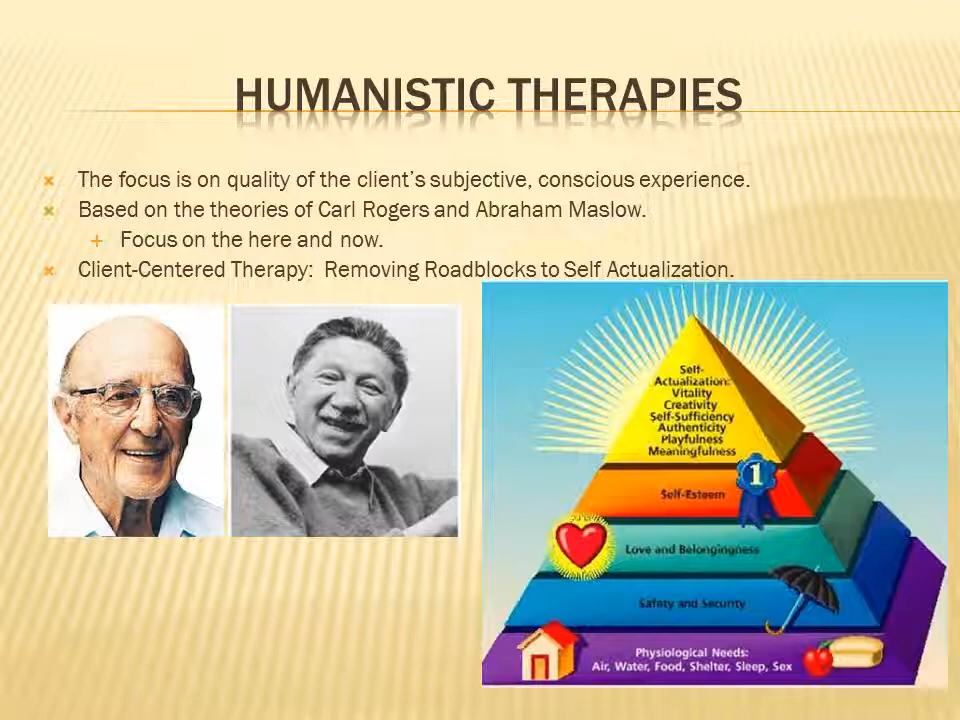 HUMANISTIC THERAPIES
The focus is on quality of the client's subjective, conscious experience.
Based on the theories of Carl Rogers and Abraham Maslow.
Focus on the here and now.
Client-Centered Therapy:  Removing Roadblocks to Self Actualization.
Self-
Actualization:
Vitality
Creativity
Self-Sufficiency
Authenticity
Playfulness
Meaningfulness
1
Self-Esteem
Love and Belongingness
Safety and Security
Physiological Needs:
Air, Water, Food, Shelter, Sleep, Sex